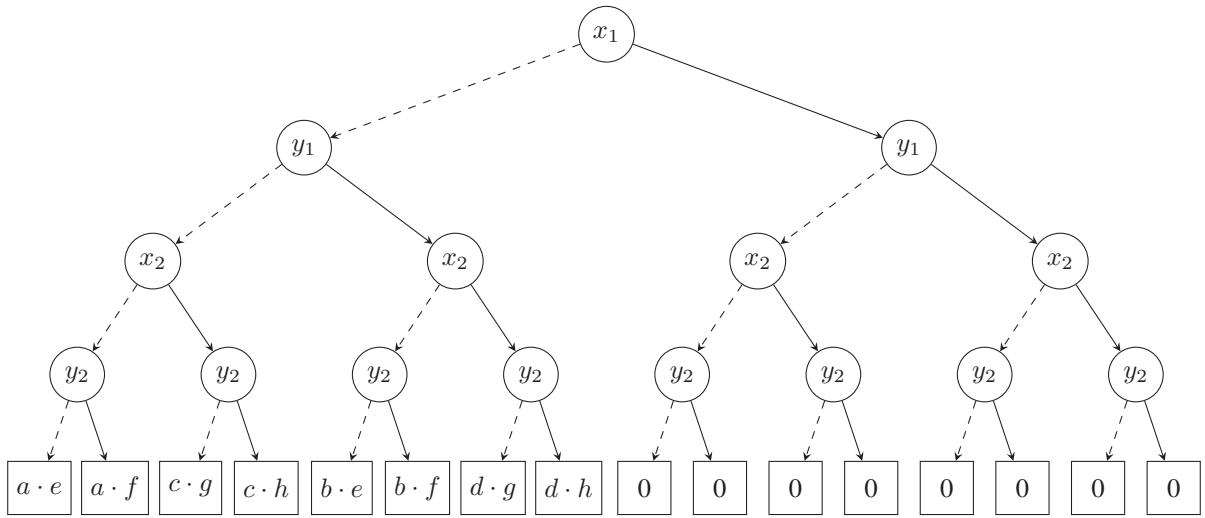 x₁
y₁ y₁
x₂ x₂ x₂ x₂
y₂ y₂ y₂ y₂ y₂ y₂ y₂ y₂
a · e a · f c · g c · h b · e b · f d · g d · h 0 0 0 0 0 0 0 0